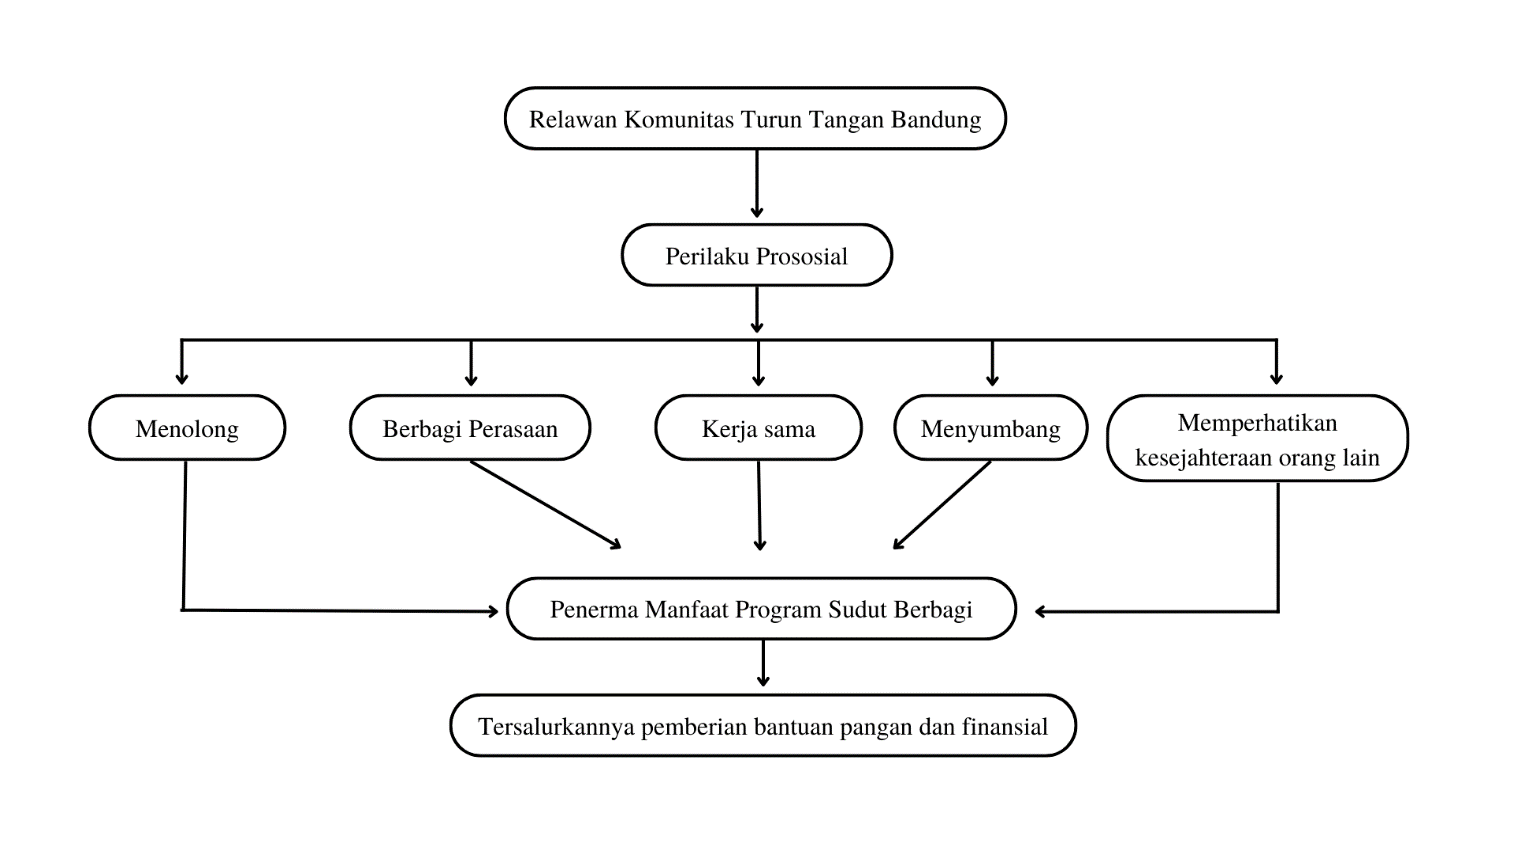 Relawan Komunitas Turun Tangan Bandung
Perilaku Prososial
Menolong
Berbagi Perasaan
Kerja sama
Menyumbang
Memperhatikan
kesejahteraan orang lain
Penerma Manfaat Program Sudut Berbagi
Tersalurkannya pemberian bantuan pangan dan finansial